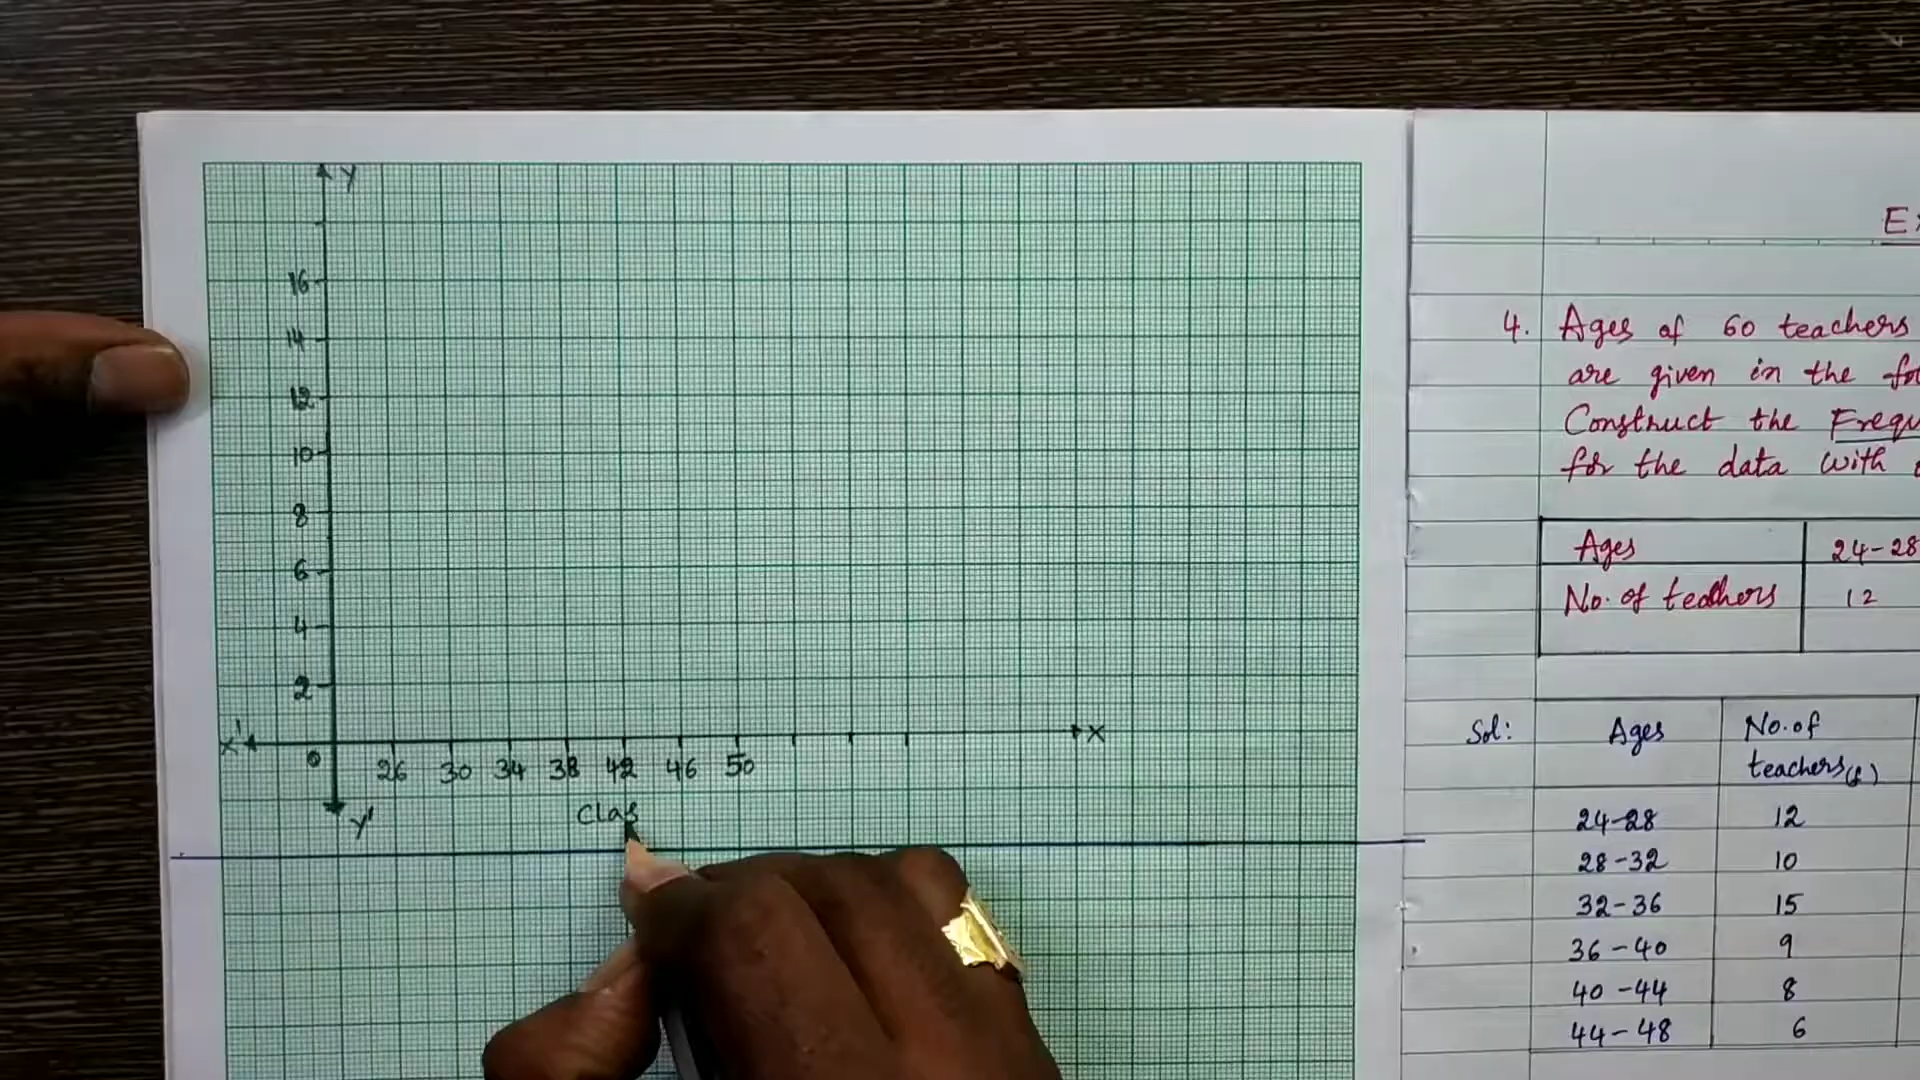 Y
16
14
12
10
8
6
4
2
X' 0 X
26 30 34 38 42 46 50
Clas
Y'
4. Ages of 60 teachers
are given in the
Construct the
for the data with
Ages 24-28
No. of teachers 12
Sol: Ages No. of teachers (f)
24-28 12
28-32 10
32-36 15
36-40 9
40-44 8
44-48 6